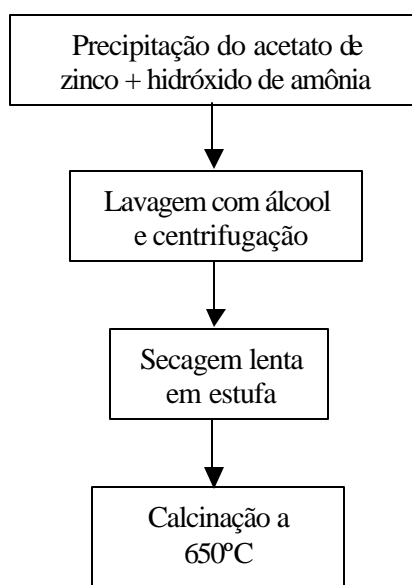 Precipitação do acetato de
zinco + hidróxido de amônia
Lavagem com álcool
e centrifugação
Secagem lenta
em estufa
Calcinação a
650ºC